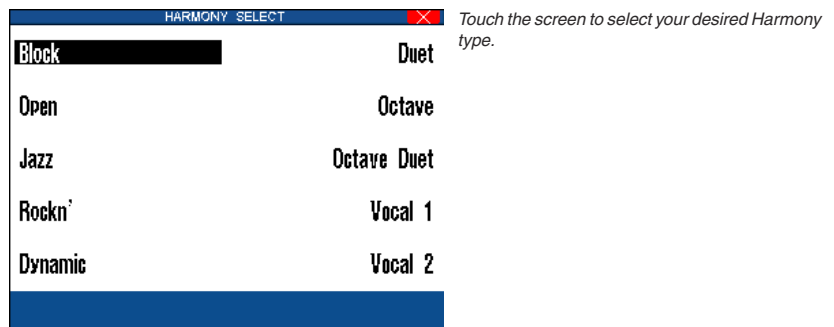 HARMONY SELECT
Block Duet
Open Octave
Jazz Octave Duet
Rockn' Vocal 1
Dynamic Vocal 2
Touch the screen to select your desired Harmony
type.